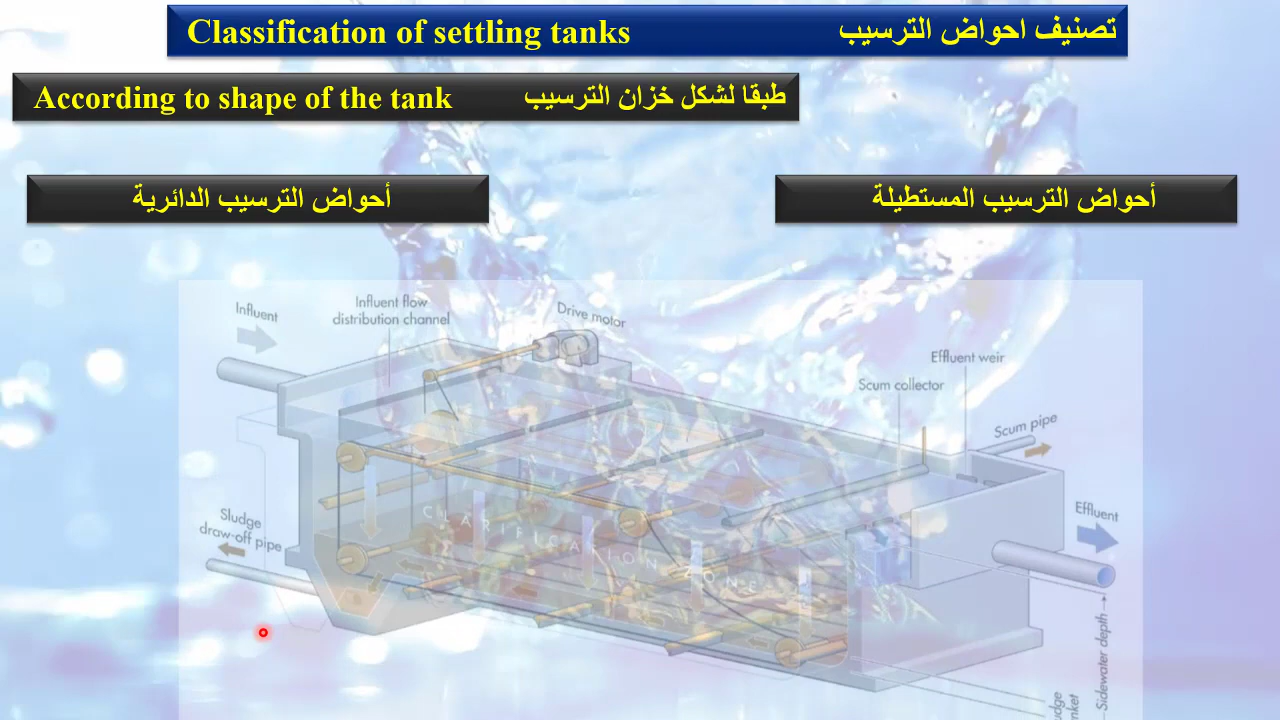 Classification of settling tanks تصنيف احواض الترسيب
According to shape of the tank طبقا لشكل خزان الترسيب
أحواض الترسيب المستطيلة
أحواض الترسيب الدائرية
Influent
Influent flow
distribution channel
Drive motor
Effluent weir
Scum collector
Scum pipe
Effluent
Sludge
draw-off pipe
CLARIFICATION ZONE
Sidewater depth